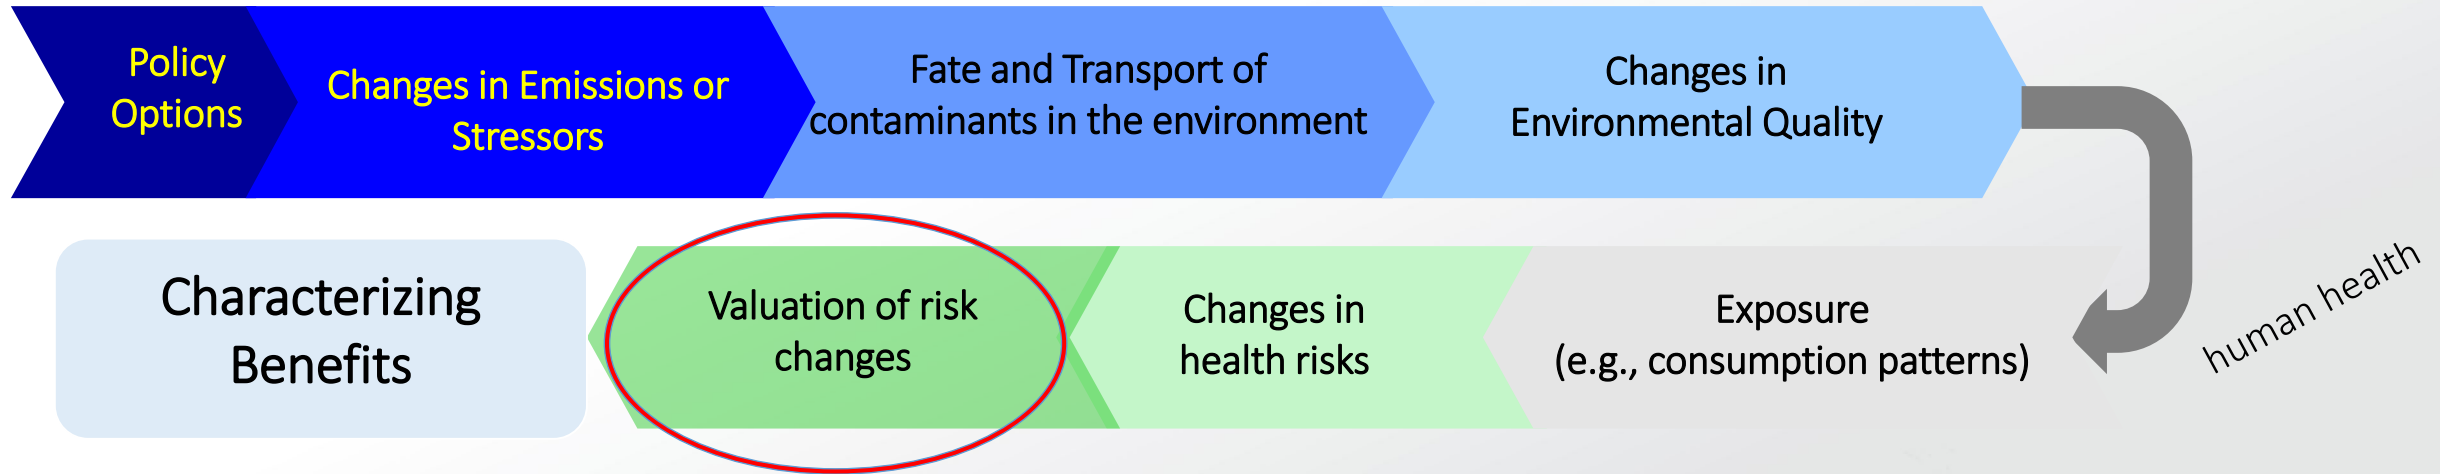 Policy
Options
Changes in Emissions or
Stressors
Fate and Transport of
contaminants in the environment
Changes in
Environmental Quality
human health
Exposure
(e.g., consumption patterns)
Changes in
health risks
Valuation of risk
changes
Characterizing
Benefits